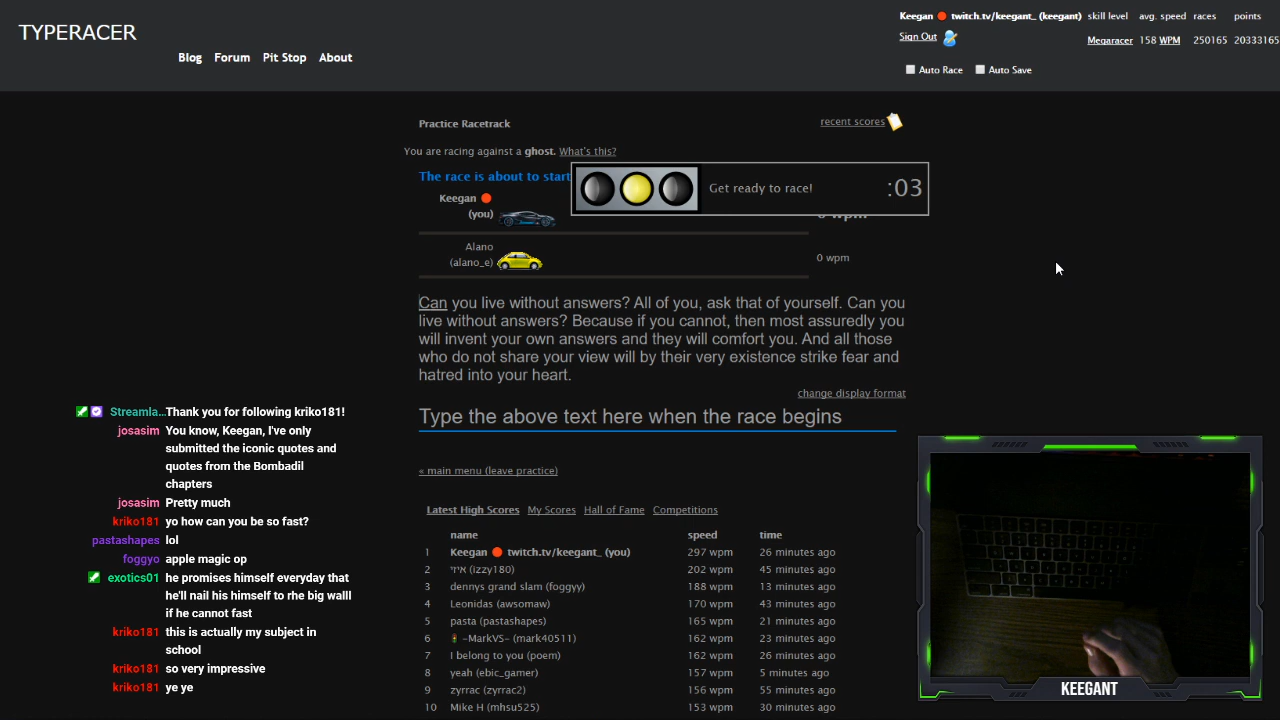 TYPERACER
Blog Forum Pit Stop About
Keegan 🔴 twitch.tv/keegant_ (keegant) skill level avg. speed races points
Sign Out Megaracer 158 WPM 250165 20333165
Auto Race Auto Save
Practice Racetrack
recent scores
You are racing against a ghost. What's this?
The race is about to start
Get ready to race! :03
Keegan 🔴
(you)
Alano
(alano_e)
0 wpm
Can you live without answers? All of you, ask that of yourself. Can you
live without answers? Because if you cannot, then most assuredly you
will invent your own answers and they will comfort you. And all those
who do not share your view will by their very existence strike fear and
hatred into your heart.
change display format
Type the above text here when the race begins
« main menu (leave practice)
Latest High Scores My Scores Hall of Fame Competitions
name speed time
1 Keegan 🔴 twitch.tv/keegant_ (you) 297 wpm 26 minutes ago
2 איזי (izzy180) 202 wpm 45 minutes ago
3 dennys grand slam (foggyy) 188 wpm 13 minutes ago
4 Leonidas (awsomaw) 170 wpm 43 minutes ago
5 pasta (pastashapes) 165 wpm 21 minutes ago
6 🚦 ~MarkVS~ (mark40511) 162 wpm 23 minutes ago
7 I belong to you (poem) 162 wpm 26 minutes ago
8 yeah (ebic_gamer) 157 wpm 5 minutes ago
9 zyrrac (zyrrac2) 156 wpm 55 minutes ago
10 Mike H (mhsu525) 153 wpm 30 minutes ago
Streamla... Thank you for following kriko181!
josasim You know, Keegan, I've only
submitted the iconic quotes and
quotes from the Bombadil
chapters
josasim Pretty much
kriko181 yo how can you be so fast?
pastashapes lol
foggyo apple magic op
exotics01 he promises himself everyday that
he'll nail his himself to rhe big walll
if he cannot fast
kriko181 this is actually my subject in
school
kriko181 so very impressive
kriko181 ye ye
KEEGANT